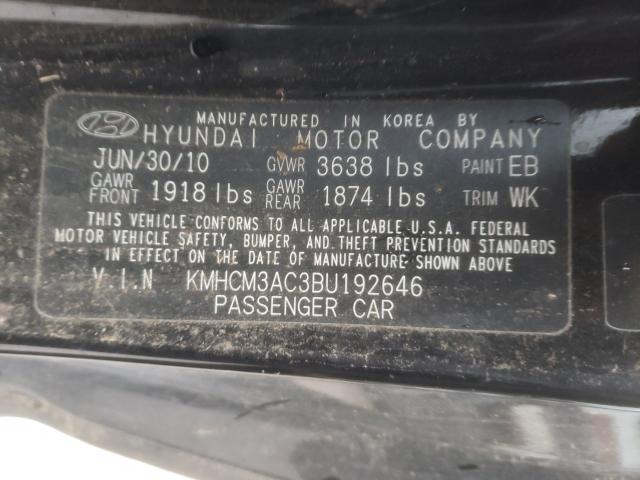 MANUFACTURED IN KOREA BY
HYUNDAI MOTOR COMPANY
JUN/30/10 GVWR 3638 lbs PAINT EB
GAWR FRONT 1918 lbs GAWR REAR 1874 lbs TRIM WK
THIS VEHICLE CONFORMS TO ALL APPLICABLE U.S.A. FEDERAL
MOTOR VEHICLE SAFETY, BUMPER, AND THEFT PREVENTION STANDARDS
IN EFFECT ON THE DATE OF MANUFACTURE SHOWN ABOVE
V.I.N KMHCM3AC3BU192646
PASSENGER CAR